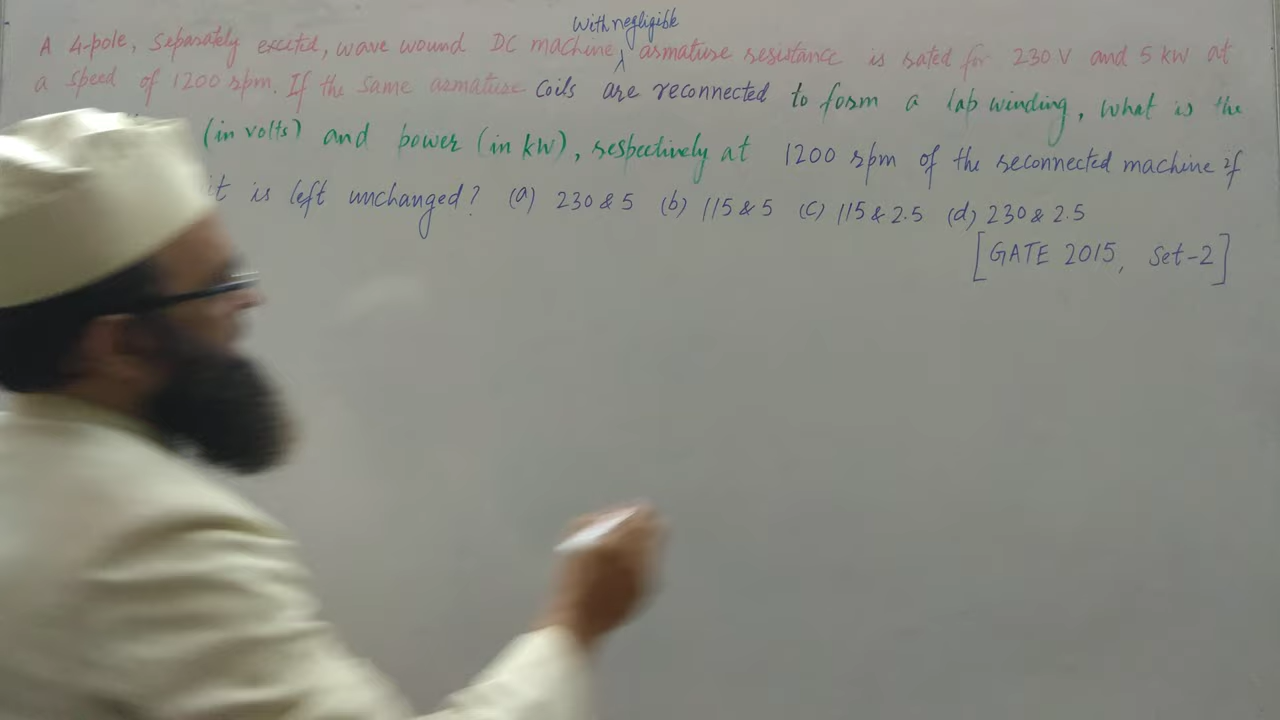 With negligible
A 4-pole, Separately excited, wave wound DC machine, armature resistance is rated for 230 V and 5 kW at
a speed of 1200 rpm. If the same armature coils are reconnected to form a lap winding, what is the
(in volts) and power (in kW), respectively at 1200 rpm of the reconnected machine if
it is left unchanged? (a) 230 & 5 (b) 115 & 5 (c) 115 & 2.5 (d) 230 & 2.5
[GATE 2015, Set-2]